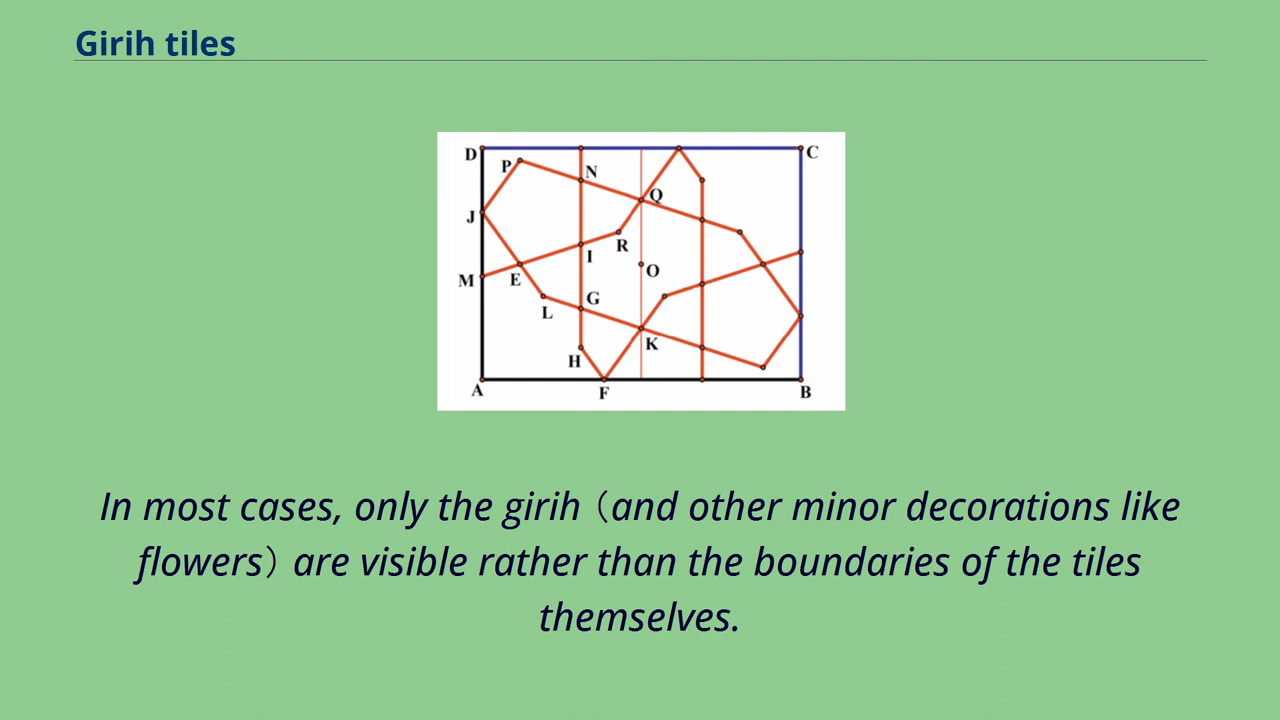 Girih tiles
D
C
P
N
Q
J
R
I
O
M
E
G
L
K
H
A
F
B
In most cases, only the girih（and other minor decorations like
flowers）are visible rather than the boundaries of the tiles
themselves.